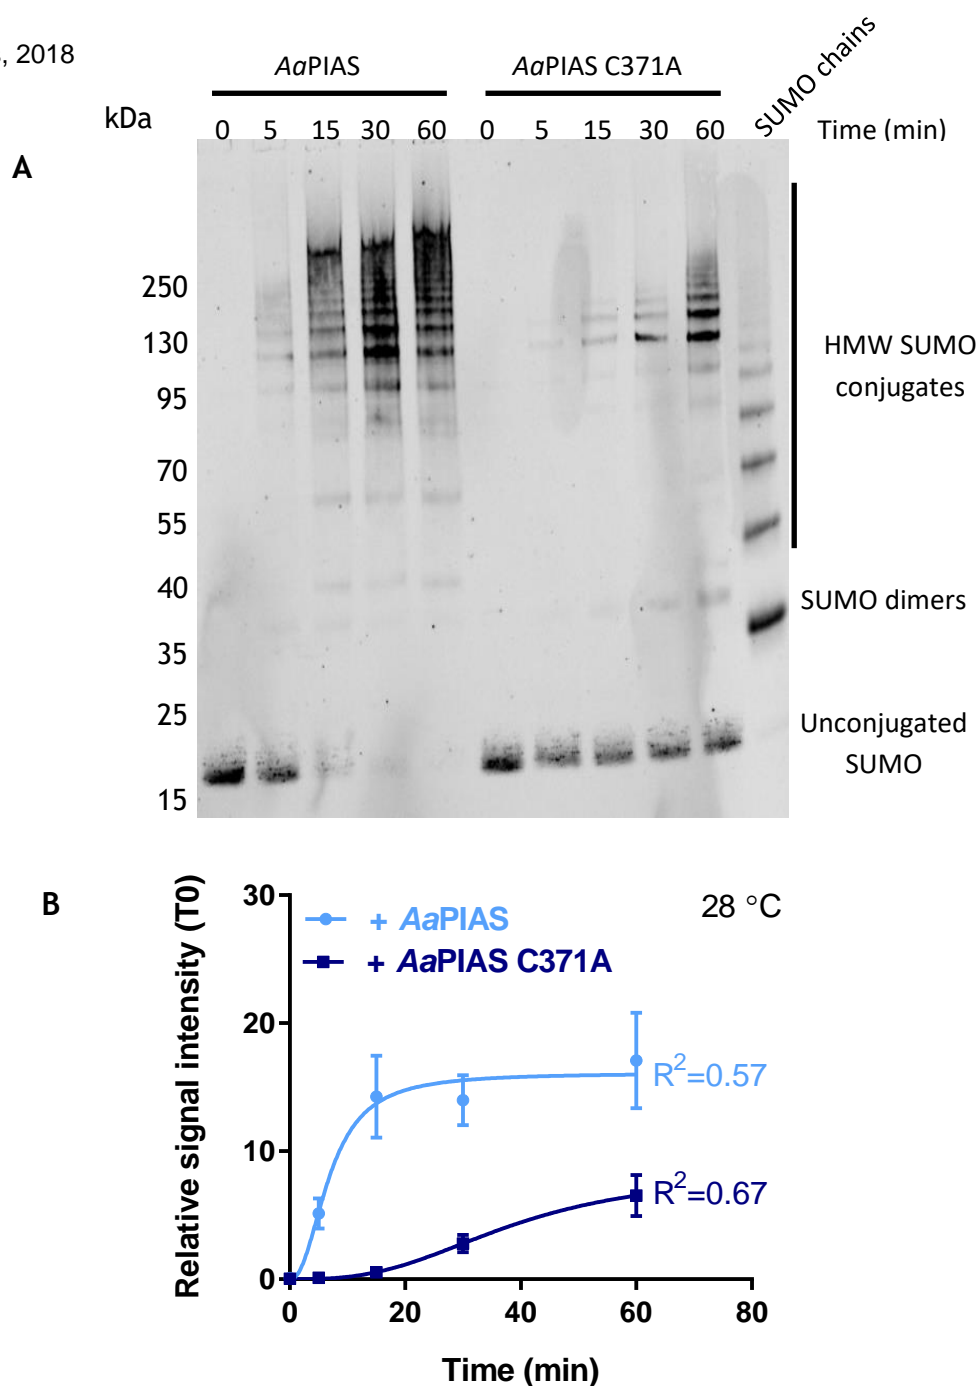 , 2018
AaPIAS AaPIAS C371A SUMO chains
kDa 0 5 15 30 60 0 5 15 30 60 Time (min)
A
250
130
95
70
55
40
35
25
15
HMW SUMO
conjugates
SUMO dimers
Unconjugated
SUMO
B
Relative signal intensity (T0)
30
20
10
0
+ AaPIAS
+ AaPIAS C371A
28 °C
R²=0.57
R²=0.67
0 20 40 60 80
Time (min)